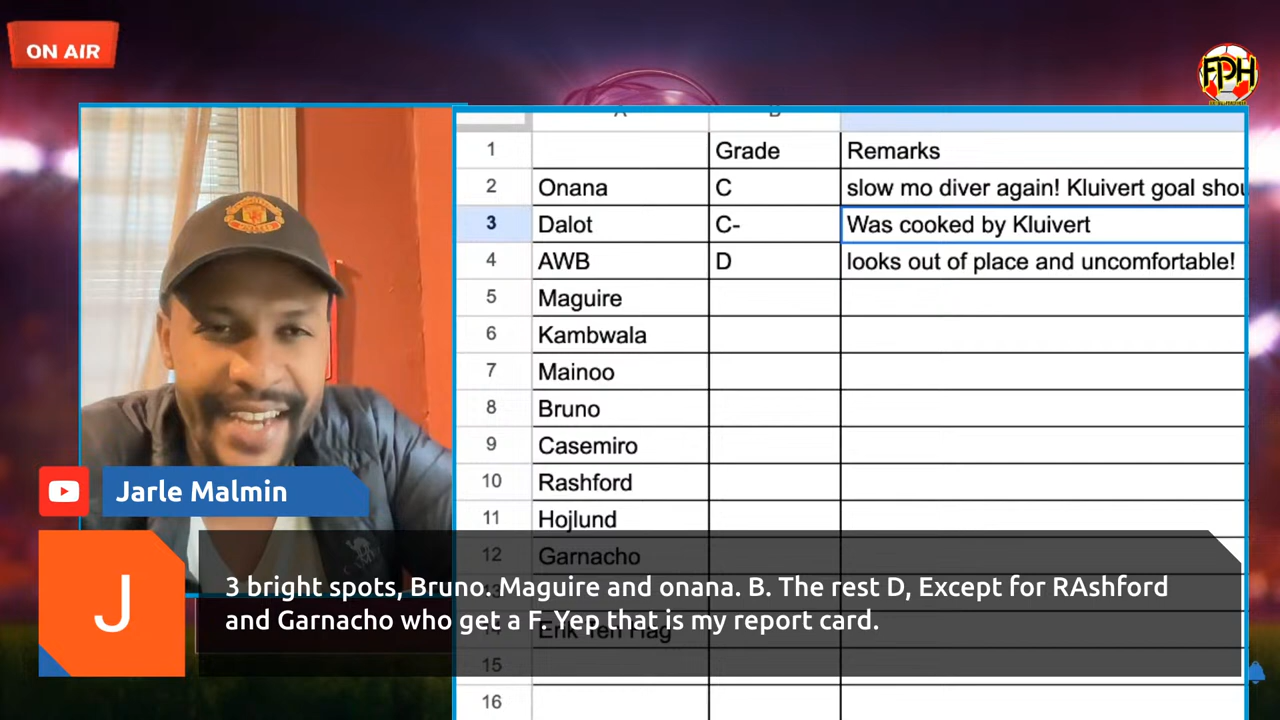 ON AIR
FPH
Grade Remarks
1
2 Onana C slow mo diver again! Kluivert goal shou
3 Dalot C- Was cooked by Kluivert
4 AWB D looks out of place and uncomfortable!
5 Maguire
6 Kambwala
7 Mainoo
8 Bruno
9 Casemiro
10 Rashford
11 Hojlund
12 Garnacho
13
14 Erik Ten Hag
15
16
Jarle Malmin
J
3 bright spots, Bruno. Maguire and onana. B. The rest D, Except for RAshford
and Garnacho who get a F. Yep that is my report card.